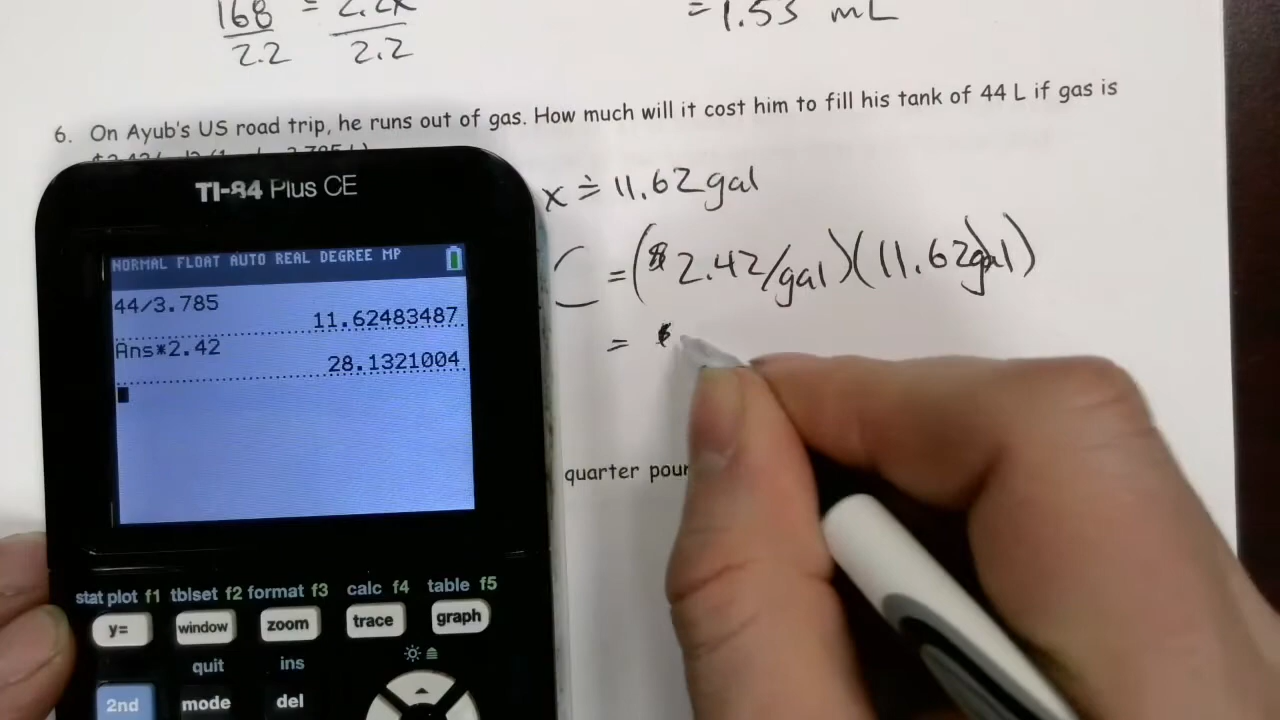 168 = 2.2x
2.2 2.2
= 1.53 mL
6. On Ayub's US road trip, he runs out of gas. How much will it cost him to fill his tank of 44 L if gas is
x ≐ 11.62 gal
C = ($2.42/gal)(11.62gal)
= $
quarter pour
TI-84 Plus CE
NORMAL FLOAT AUTO REAL DEGREE MP
44/3.785
11.62483487
Ans*2.42
28.1321004
stat plot f1 tblset f2 format f3 calc f4 table f5
y= window zoom trace graph
quit ins
2nd mode del